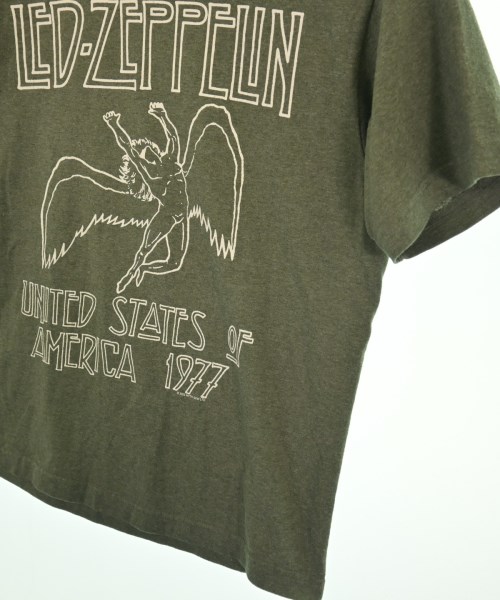 LED-ZEPPELIN
UNITED STATES OF
AMERICA 1977